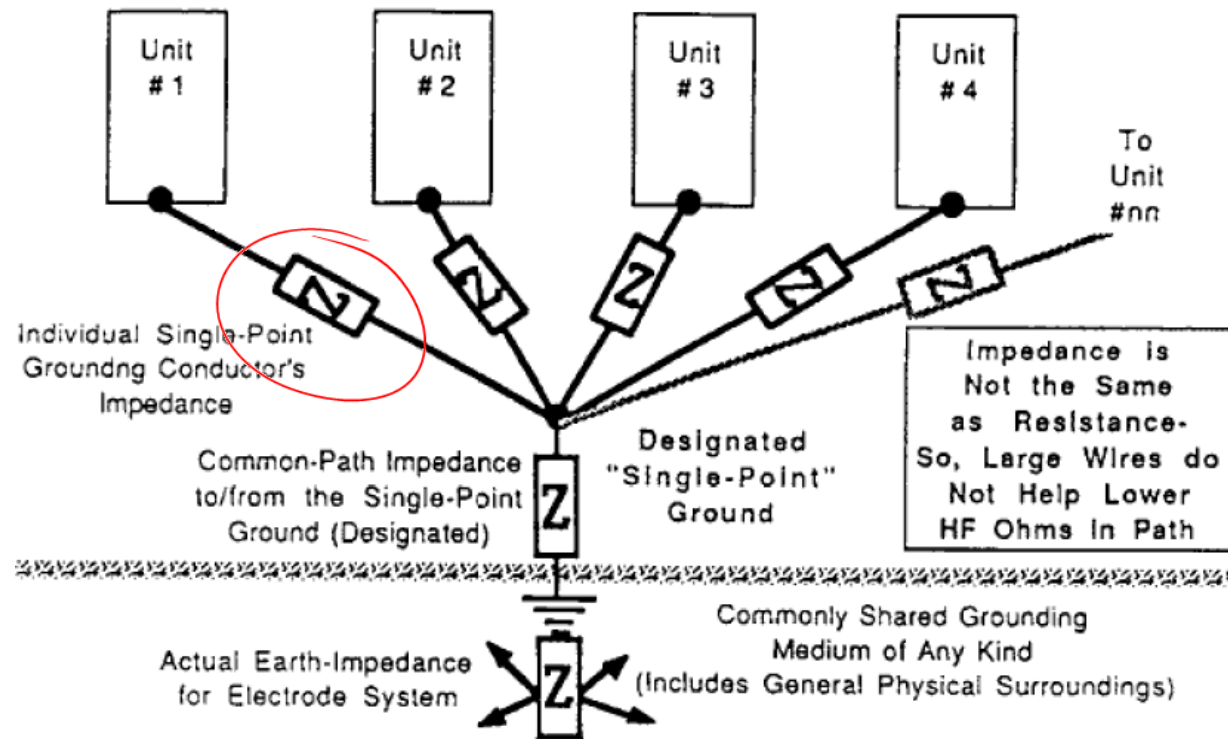 Unit
#1
Unit
#2
Unit
#3
Unit
#4
To
Unit
#nn
Z
Z
Z
Z
Z
Individual Single-Point
Groundng Conductor's
Impedance
Impedance is
Not the Same
as Resistance-
So, Large Wires do
Not Help Lower
HF Ohms in Path
Common-Path Impedance
to/from the Single-Point
Ground (Designated)
Z
Designated
"Single-Point"
Ground
Actual Earth-Impedance
for Electrode System
Z
Commonly Shared Grounding
Medium of Any Kind
(Includes General Physical Surroundings)